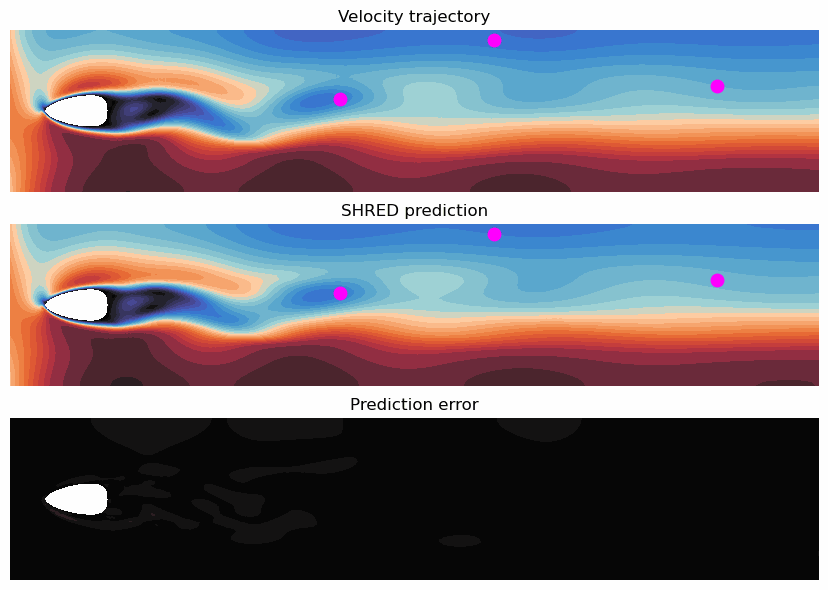 Velocity trajectory
SHRED prediction
Prediction error